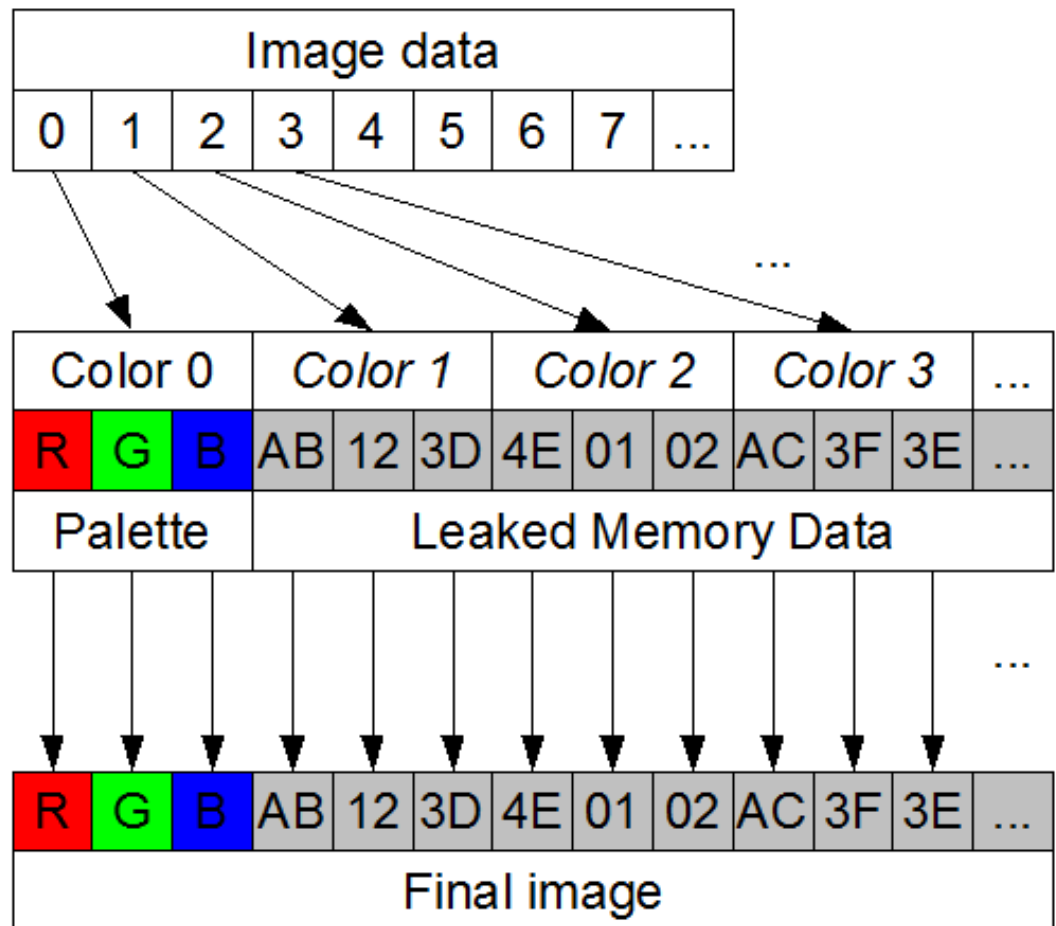 Image data
0 1 2 3 4 5 6 7 ...
...
Color 0 Color 1 Color 2 Color 3 ...
R G B AB 12 3D 4E 01 02 AC 3F 3E ...
Palette Leaked Memory Data
...
R G B AB 12 3D 4E 01 02 AC 3F 3E ...
Final image